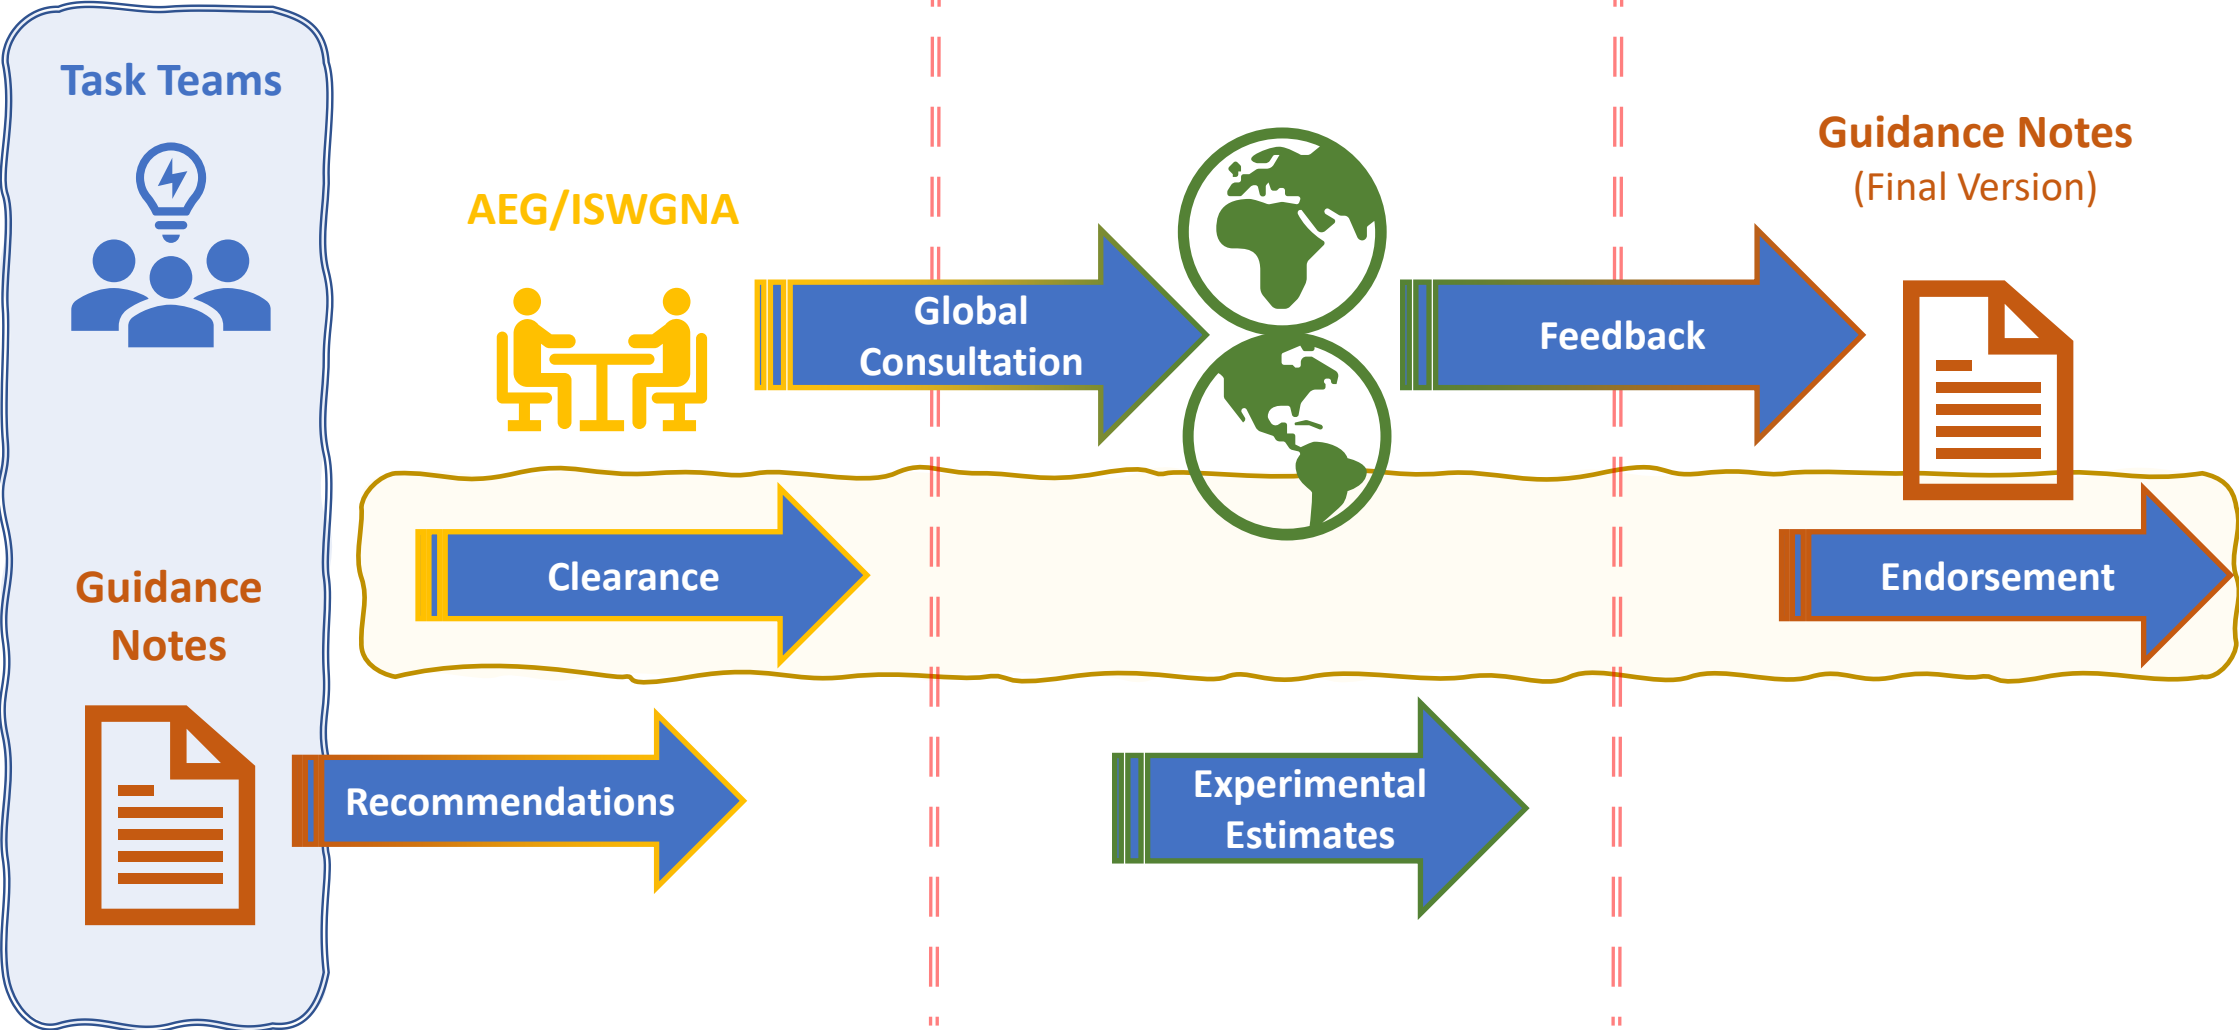 Task Teams
Guidance
Notes
AEG/ISWGNA
Recommendations
Clearance
Global
Consultation
Experimental
Estimates
Feedback
Guidance Notes
(Final Version)
Endorsement